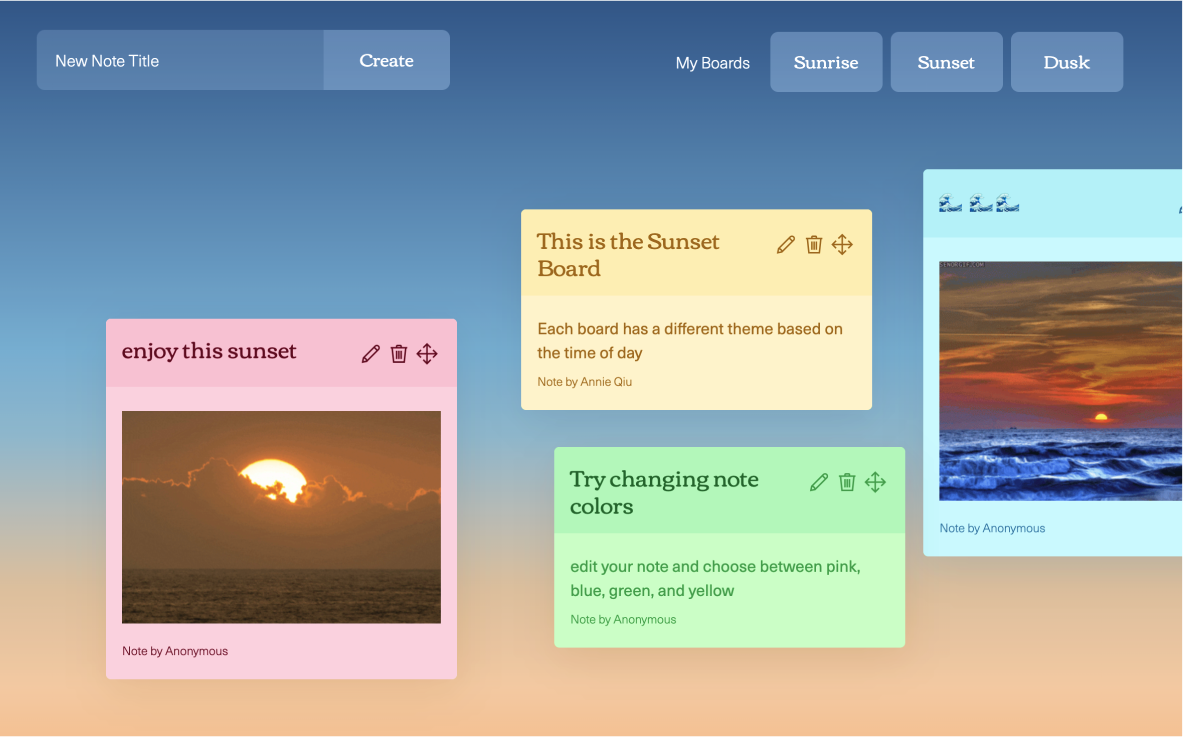 New Note Title
Create
My Boards
Sunrise
Sunset
Dusk
🌊 🌊🌊
This is the Sunset
Board
Each board has a different theme based on
the time of day
Note by Annie Qiu
enjoy this sunset
Note by Anonymous
Try changing note
colors
edit your note and choose between pink,
blue, green, and yellow
Note by Anonymous
Note by Anonymous